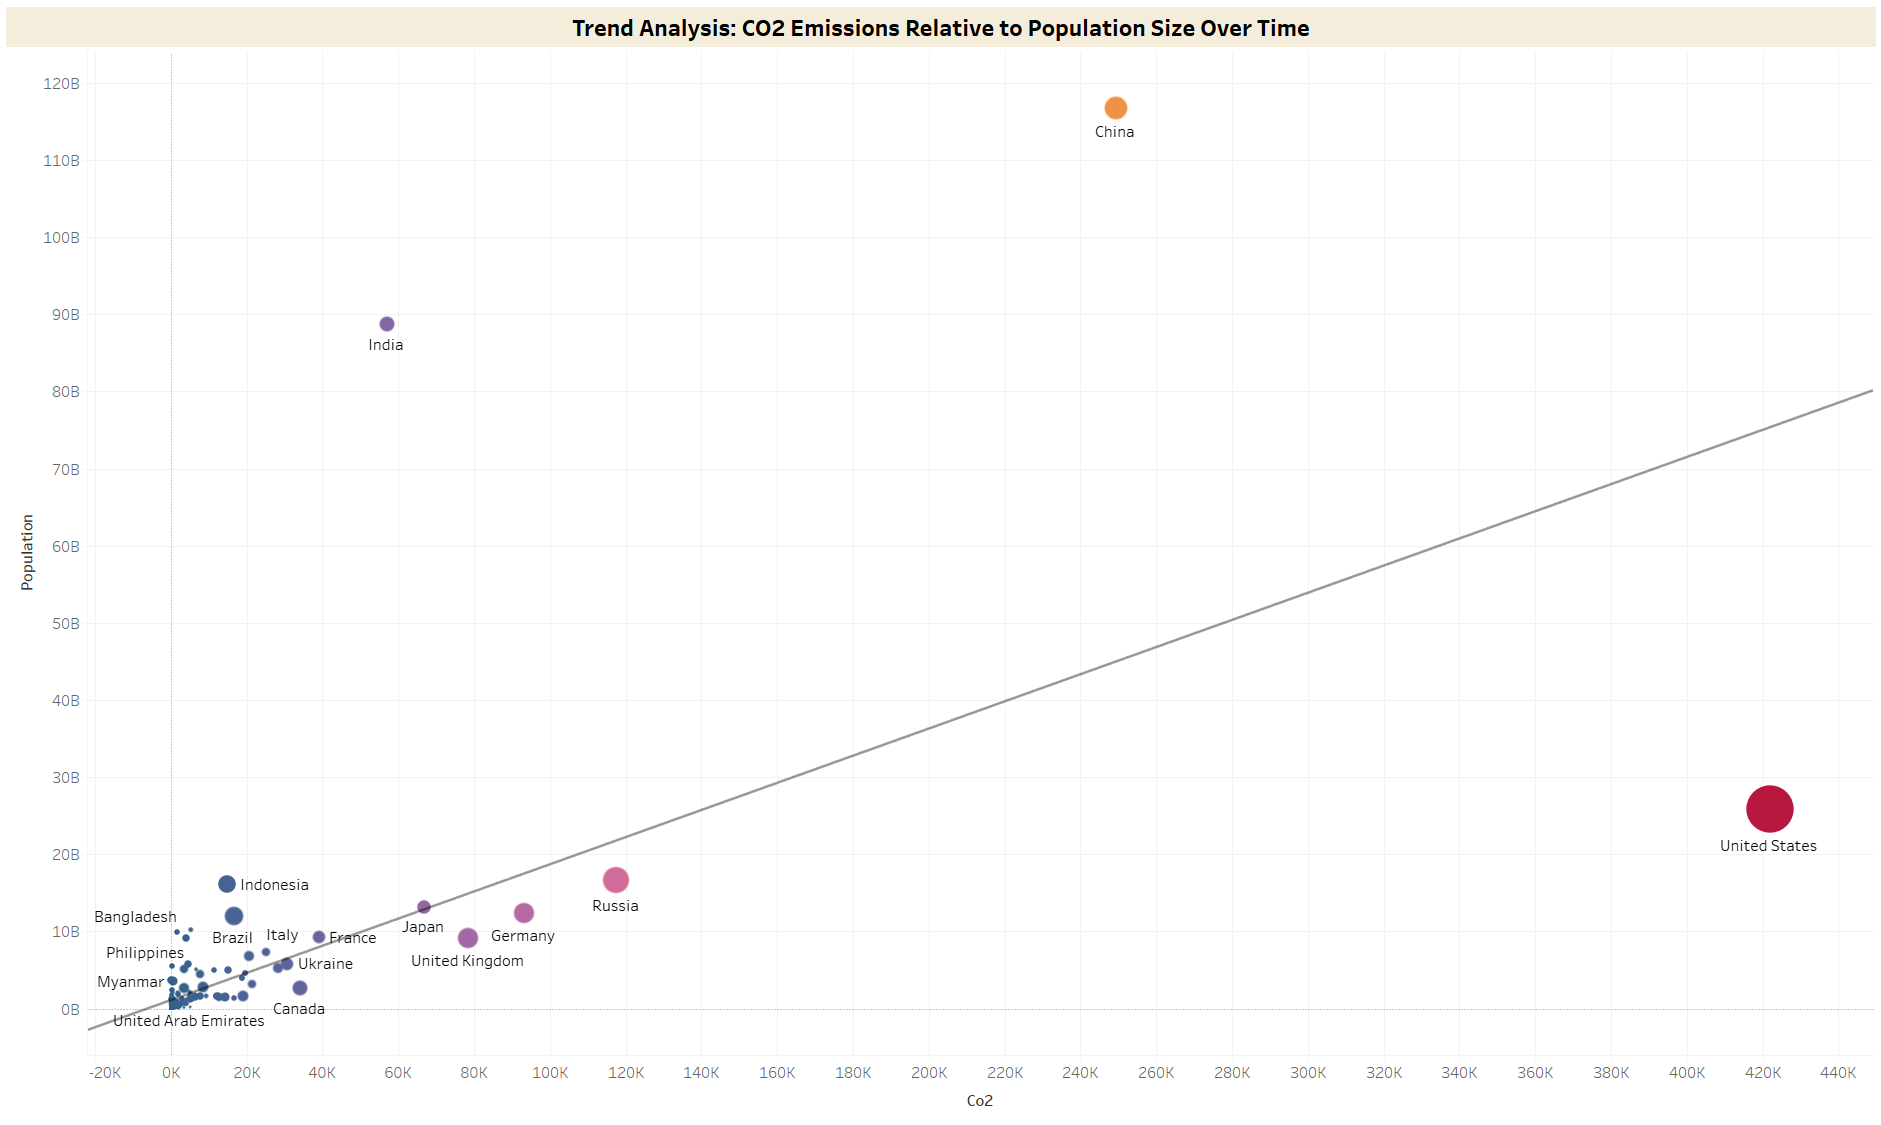 Trend Analysis: CO2 Emissions Relative to Population Size Over Time
120B
110B
100B
90B
80B
70B
60B
50B
40B
30B
20B
10B
0B
Population
China
India
United States
Indonesia
Bangladesh
Brazil
Italy
France
Japan
Russia
Germany
United Kingdom
Philippines
Ukraine
Myanmar
Canada
United Arab Emirates
-20K 0K 20K 40K 60K 80K 100K 120K 140K 160K 180K 200K 220K 240K 260K 280K 300K 320K 340K 360K 380K 400K 420K 440K
Co2